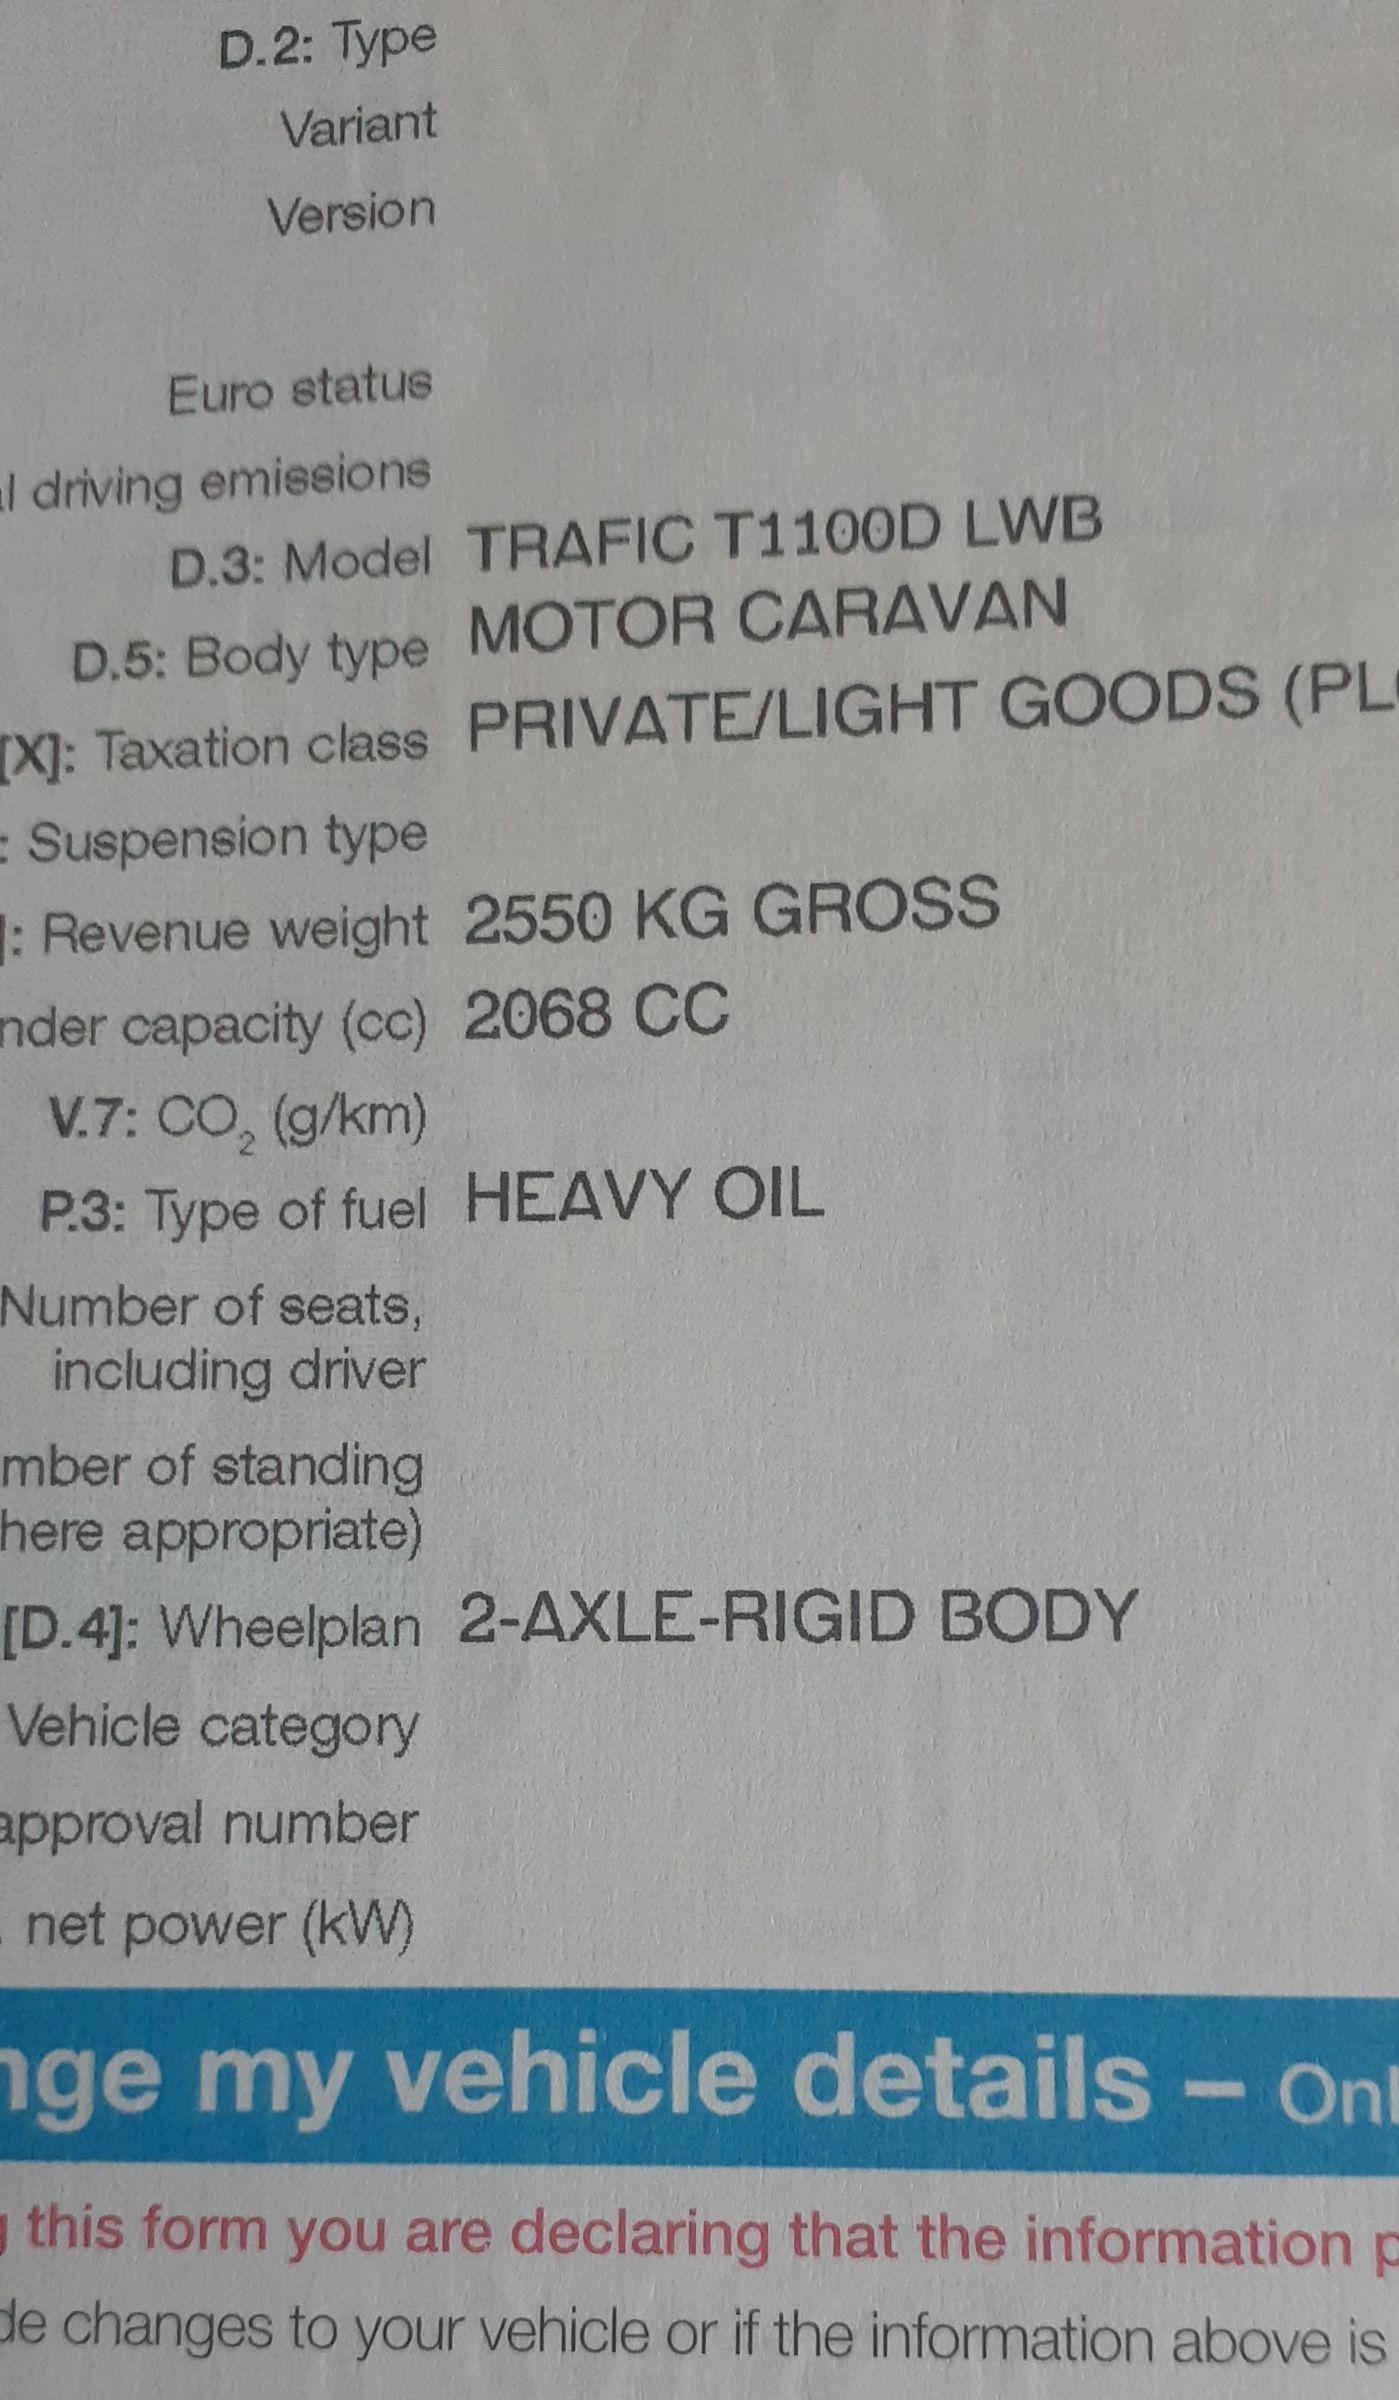 D.2: Type
Variant
Version
Euro status
driving emissions
D.3: Model TRAFIC T1100D LWB
D.5: Body type MOTOR CARAVAN
[X]: Taxation class PRIVATE/LIGHT GOODS (PL
: Suspension type
]: Revenue weight 2550 KG GROSS
nder capacity (cc) 2068 CC
V.7: CO₂ (g/km)
P.3: Type of fuel HEAVY OIL
Number of seats,
including driver
mber of standing
here appropriate)
[D.4]: Wheelplan 2-AXLE-RIGID BODY
Vehicle category
approval number
net power (kW)
nge my vehicle details – Onl
this form you are declaring that the information p
de changes to your vehicle or if the information above is